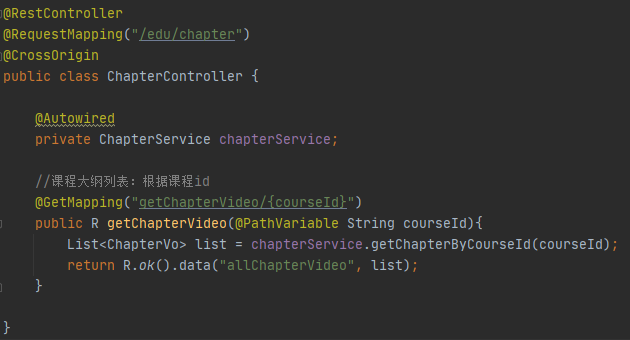 @RestController
@RequestMapping("/edu/chapter")
@CrossOrigin
public class ChapterController {
@Autowired
private ChapterService chapterService;
//课程大纲列表：根据课程id
@GetMapping("getChapterVideo/{courseId}")
public R getChapterVideo(@PathVariable String courseId){
List<ChapterVo> list = chapterService.getChapterByCourseId(courseId);
return R.ok().data("allChapterVideo", list);
}
}